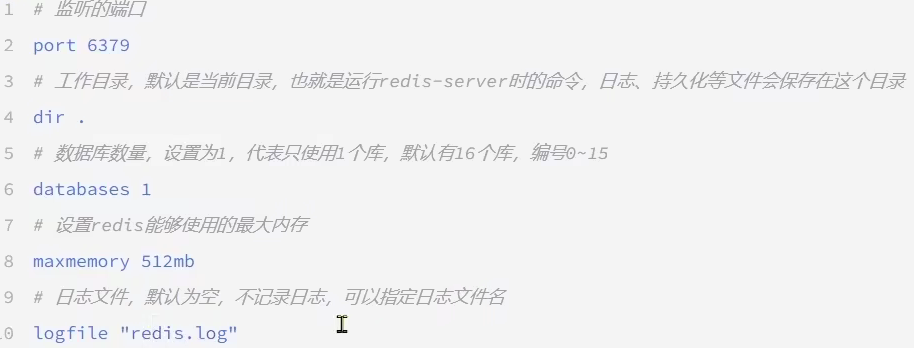 1 # 监听的端口
2 port 6379
3 # 工作目录，默认是当前目录，也就是运行redis-server时的命令，日志、持久化等文件会保存在这个目录
4 dir .
5 # 数据库数量，设置为1，代表只使用1个库，默认有16个库，编号0~15
6 databases 1
7 # 设置redis能够使用的最大内存
8 maxmemory 512mb
9 # 日志文件，默认为空，不记录日志，可以指定日志文件名
10 logfile "redis.log"